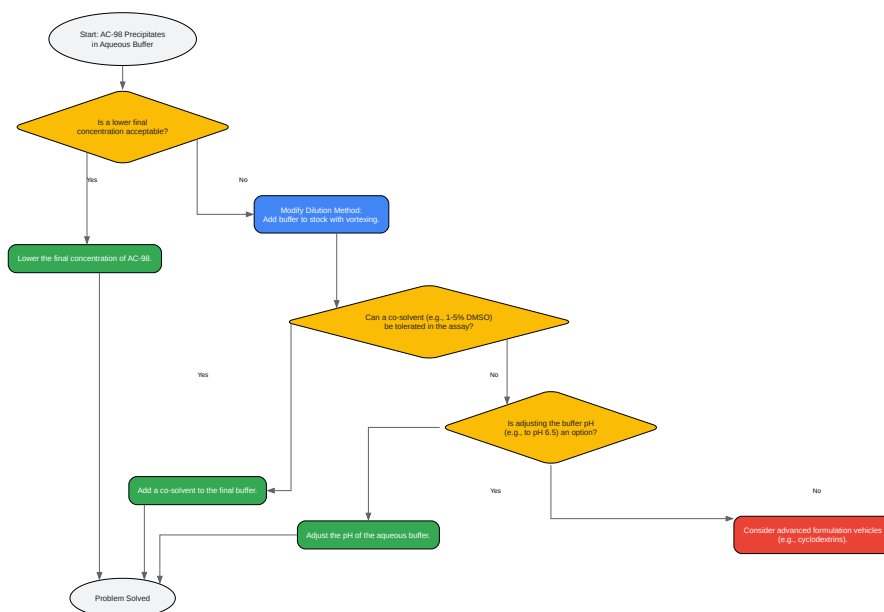 Start: AC-98 Precipitates
in Aqueous Buffer
Is a lower final
concentration acceptable?
Yes
No
Modify Dilution Method:
Add buffer to stock with vortexing.
Lower the final concentration of AC-98.
Can a co-solvent (e.g., 1-5% DMSO)
be tolerated in the assay?
Yes
No
Is adjusting the buffer pH
(e.g., to pH 6.5) an option?
Add a co-solvent to the final buffer.
Yes
No
Adjust the pH of the aqueous buffer.
Consider advanced formulation vehicles
(e.g., cyclodextrins).
Problem Solved